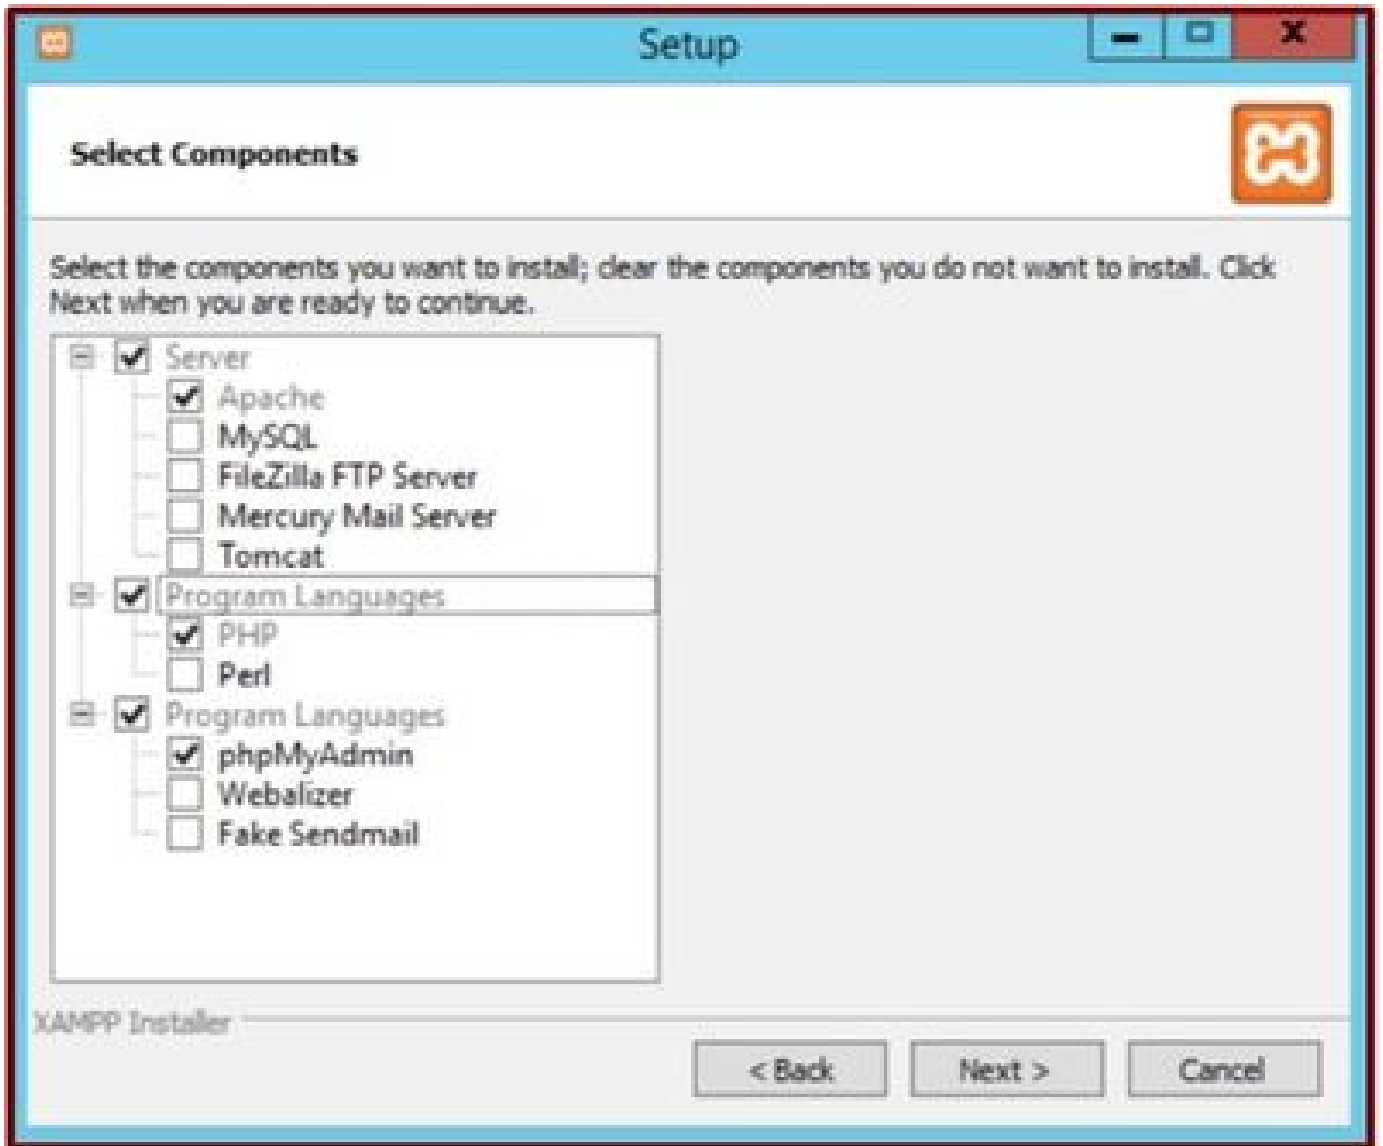 Setup
Select Components
Select the components you want to install; clear the components you do not want to install. Click
Next when you are ready to continue.
Server
Apache
MySQL
FileZilla FTP Server
Mercury Mail Server
Tomcat
Program Languages
PHP
Perl
Program Languages
phpMyAdmin
Webalizer
Fake Sendmail
XAMPP Installer
< Back Next > Cancel